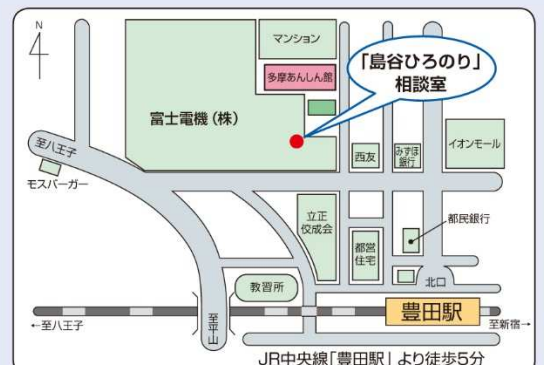 N
マンション
「島谷ひろのり」
相談室
多摩あんしん館
富士電機(株)
至八王子
モスバーガー
西友
みずほ
銀行
イオンモール
立正
佼成会
都営
住宅
都民銀行
北口
教習所
豊田駅
←至八王子
至平山
至新宿→
JR中央線「豊田駅」より徒歩5分